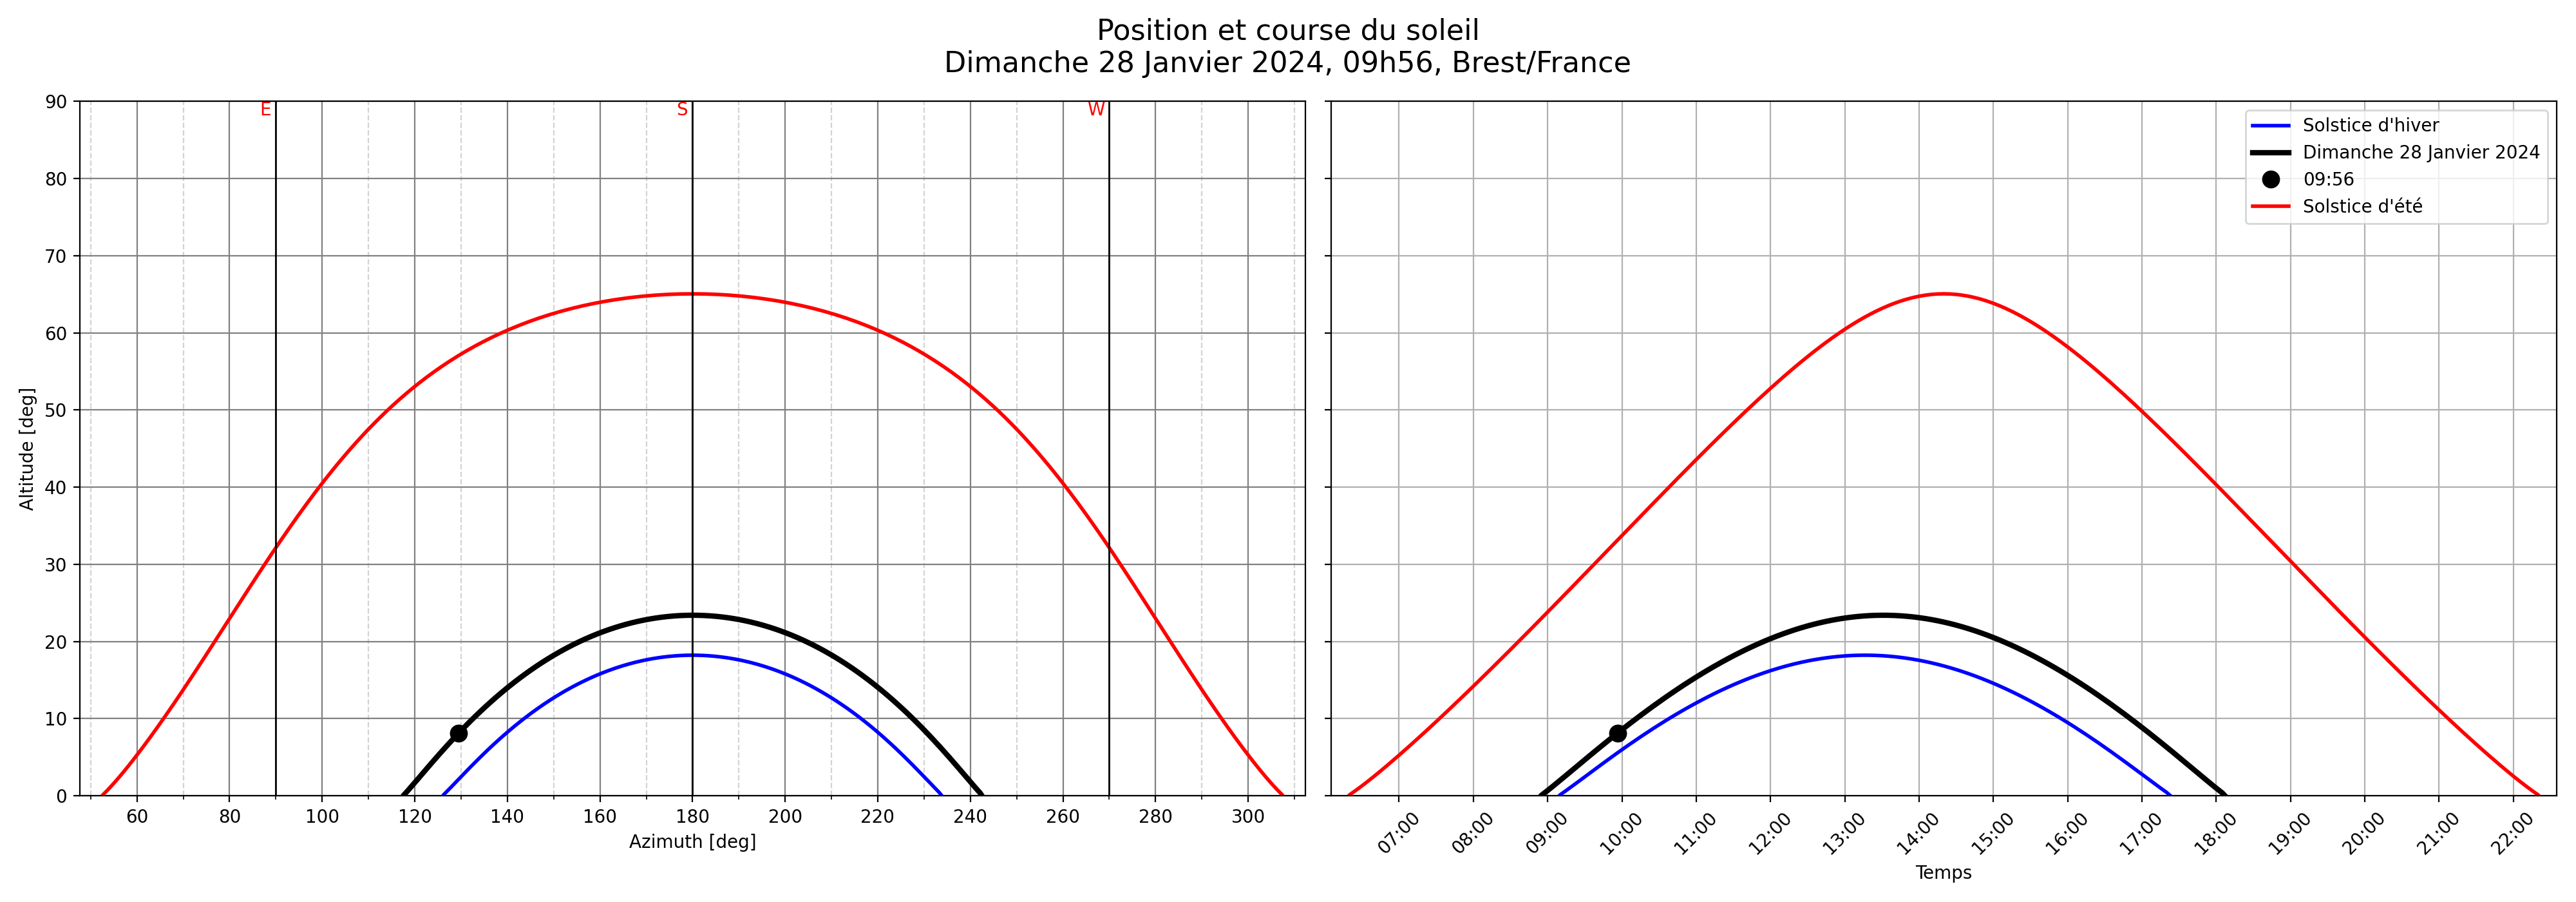 Position et course du soleil
Dimanche 28 Janvier 2024, 09h56, Brest/France
E
S
W
90
80
70
60
50
40
30
20
10
0
Altitude [deg]
60 80 100 120 140 160 180 200 220 240 260 280 300
Azimuth [deg]
Solstice d'hiver
Dimanche 28 Janvier 2024
09:56
Solstice d'été
07:00 08:00 09:00 10:00 11:00 12:00 13:00 14:00 15:00 16:00 17:00 18:00 19:00 20:00 21:00 22:00
Temps